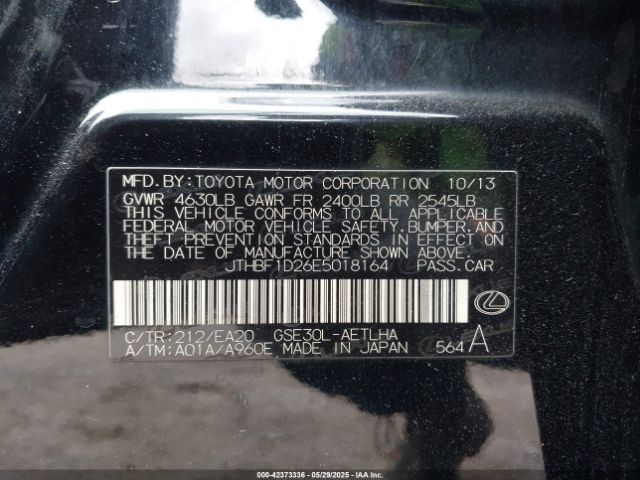 MFD. BY: TOYOTA MOTOR CORPORATION 10/13
GVWR 4630LB GAWR FR 2400LB RR 2545LB
THIS VEHICLE CONFORMS TO ALL APPLICABLE
FEDERAL MOTOR VEHICLE SAFETY, BUMPER, AND
THEFT PREVENTION STANDARDS IN EFFECT ON
THE DATE OF MANUFACTURE SHOWN ABOVE.
JTHBF1D26E5018164 PASS. CAR
C/TR: 212/EA20 GSE30L-AETLHA
A/TM: A01A/A960E MADE IN JAPAN 564 A
000-42373336 - 05/29/2025 - IAAI.COM